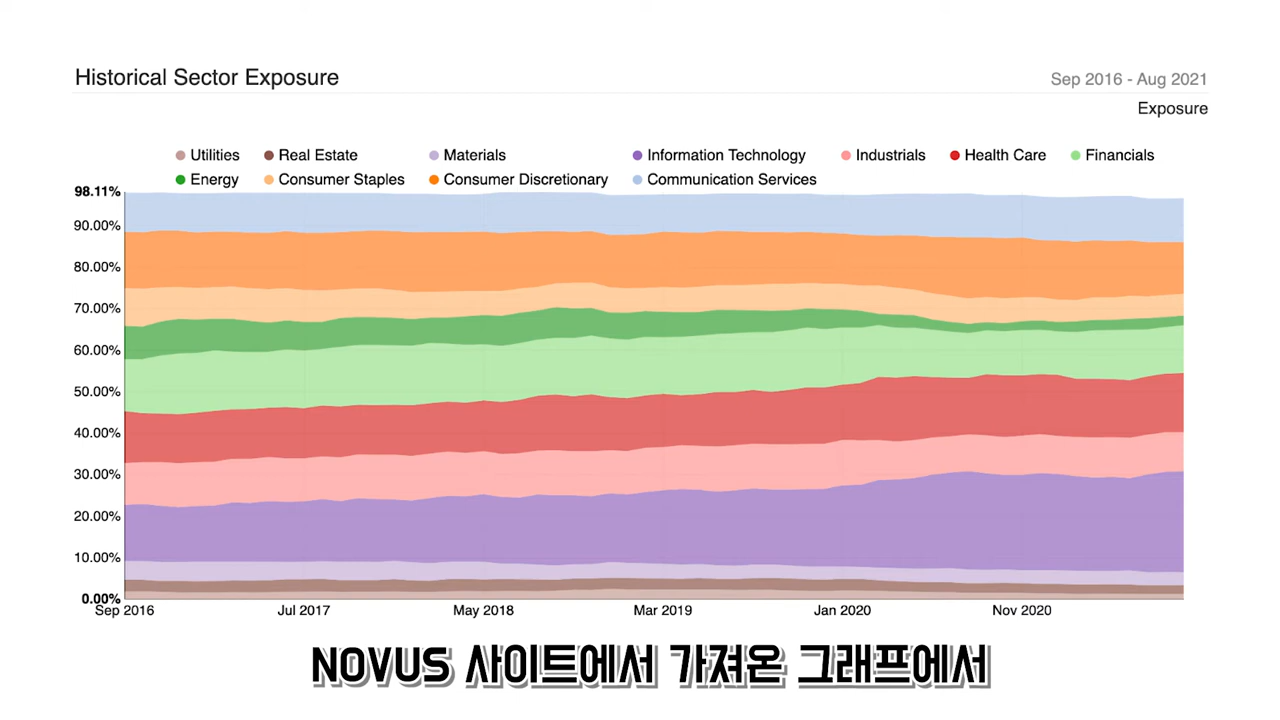 Historical Sector Exposure
Sep 2016 - Aug 2021
Exposure
Utilities Real Estate Materials Information Technology Industrials Health Care Financials
Energy Consumer Staples Consumer Discretionary Communication Services
98.11%
90.00%
80.00%
70.00%
60.00%
50.00%
40.00%
30.00%
20.00%
10.00%
0.00%
Sep 2016 Jul 2017 May 2018 Mar 2019 Jan 2020 Nov 2020
NOVUS 사이트에서 가져온 그래프에서